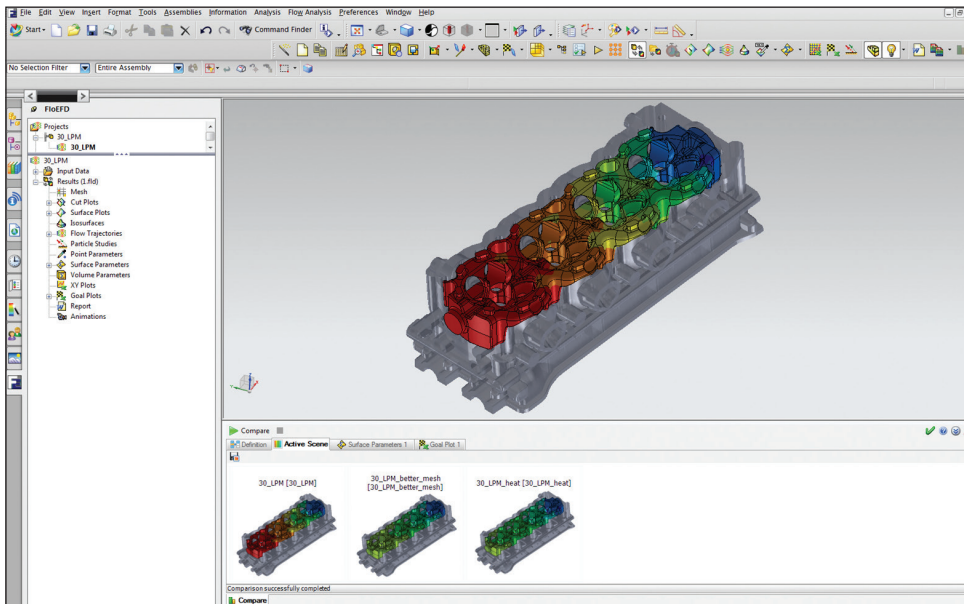 File Edit View Insert Format Tools Assemblies Information Analysis Flow Analysis Preferences Window Help
Start
Command Finder
No Selection Filter
Entire Assembly
FloEFD
Projects
30_LPM
30_LPM
30_LPM
Input Data
Results (1.fld)
Mesh
Cut Plots
Surface Plots
Isosurfaces
Flow Trajectories
Particle Studies
Point Parameters
Surface Parameters
Volume Parameters
XY Plots
Goal Plots
Report
Animations
Compare
Definition Active Scene Surface Parameters 1 Goal Plot 1
30_LPM [30_LPM]
30_LPM_better_mesh
[30_LPM_better_mesh]
30_LPM_heat [30_LPM_heat]
Comparison successfully completed
Compare